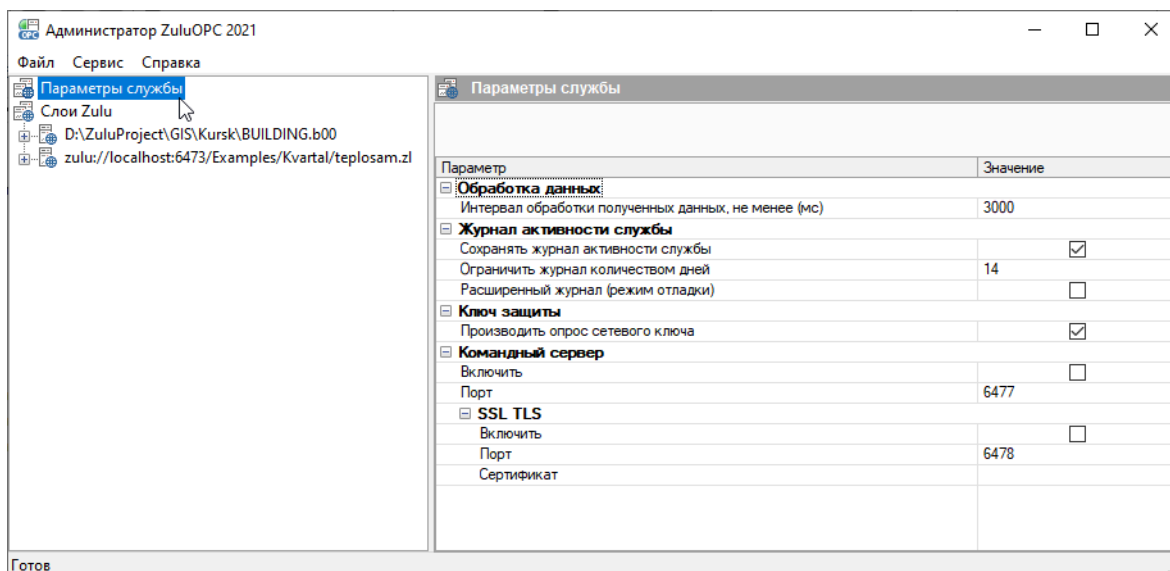 Администратор ZuluOPC 2021
Файл Сервис Справка
Параметры службы
Слои Zulu
D:\ZuluProject\GIS\Kursk\BUILDING.b00
zulu://localhost:6473/Examples/Kvartal/teplosam.zl
Параметры службы
Параметр Значение
Обработка данных
Интервал обработки полученных данных, не менее (мс) 3000
Журнал активности службы
Сохранять журнал активности службы
Ограничить журнал количеством дней 14
Расширенный журнал (режим отладки)
Ключ защиты
Производить опрос сетевого ключа
Командный сервер
Включить
Порт 6477
SSL TLS
Включить
Порт 6478
Сертификат
Готов